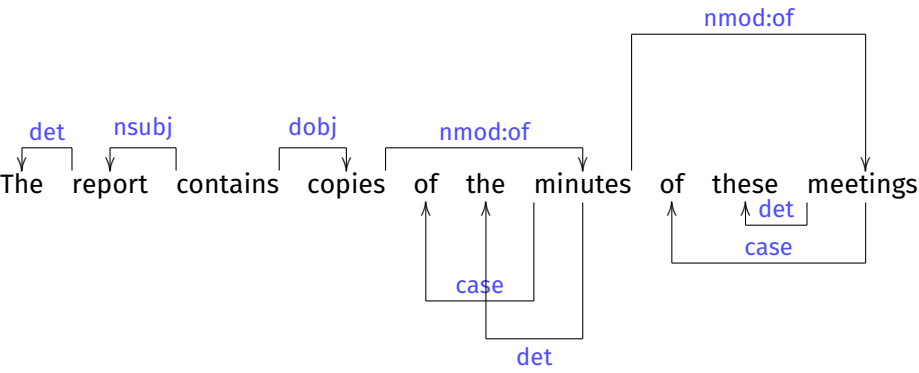 nmod:of
det nsubj dobj nmod:of
The report contains copies of the minutes of these meetings
det
case
case
det